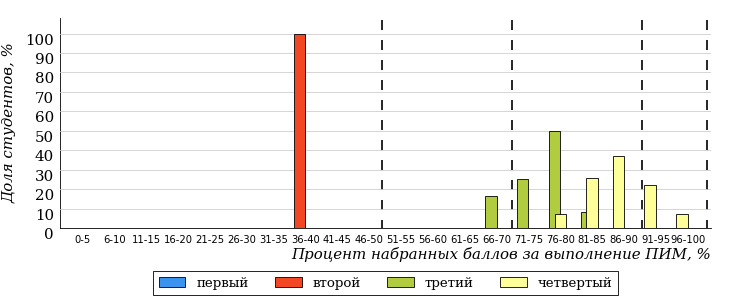 Доля студентов, %
100
90
80
70
60
50
40
30
20
10
0
0-5 6-10 11-15 16-20 21-25 26-30 31-35 36-40 41-45 46-50 51-55 56-60 61-65 66-70 71-75 76-80 81-85 86-90 91-95 96-100
Процент набранных баллов за выполнение ПИМ, %
первый второй третий четвертый